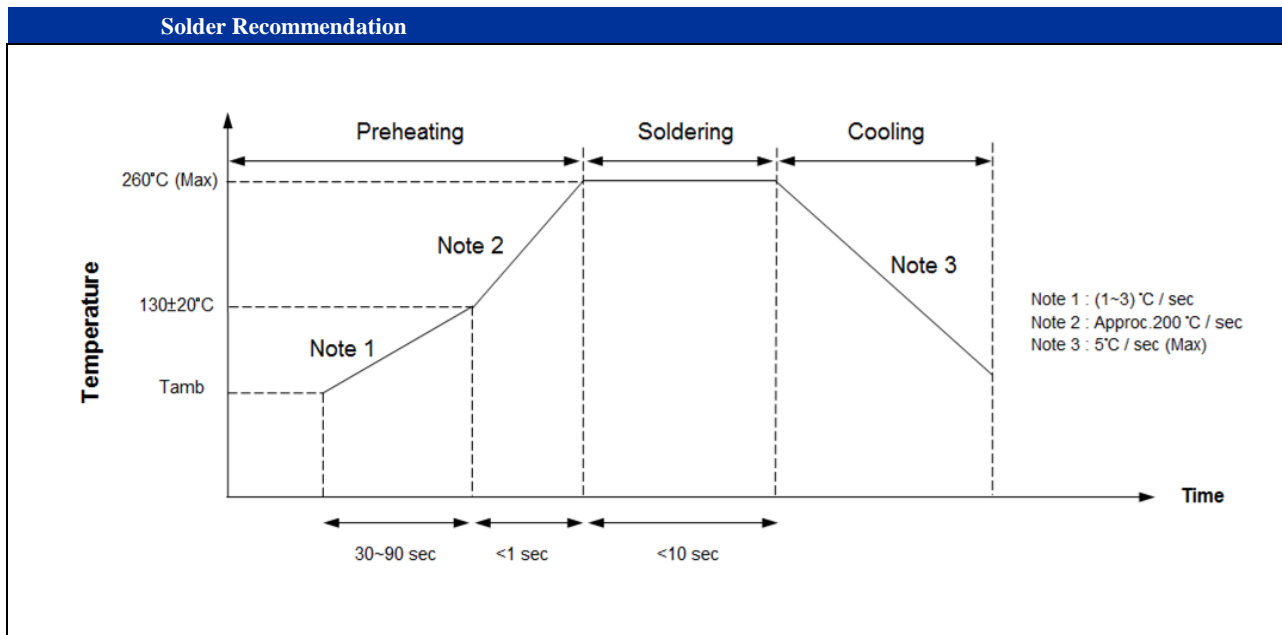 Solder Recommendation
Preheating
Soldering
Cooling
260°C (Max)
Note 2
Note 3
130±20°C
Note 1
Tamb
Temperature
Note 1 : (1~3) °C / sec
Note 2 : Approc.200 °C / sec
Note 3 : 5°C / sec (Max)
Time
30~90 sec
<1 sec
<10 sec